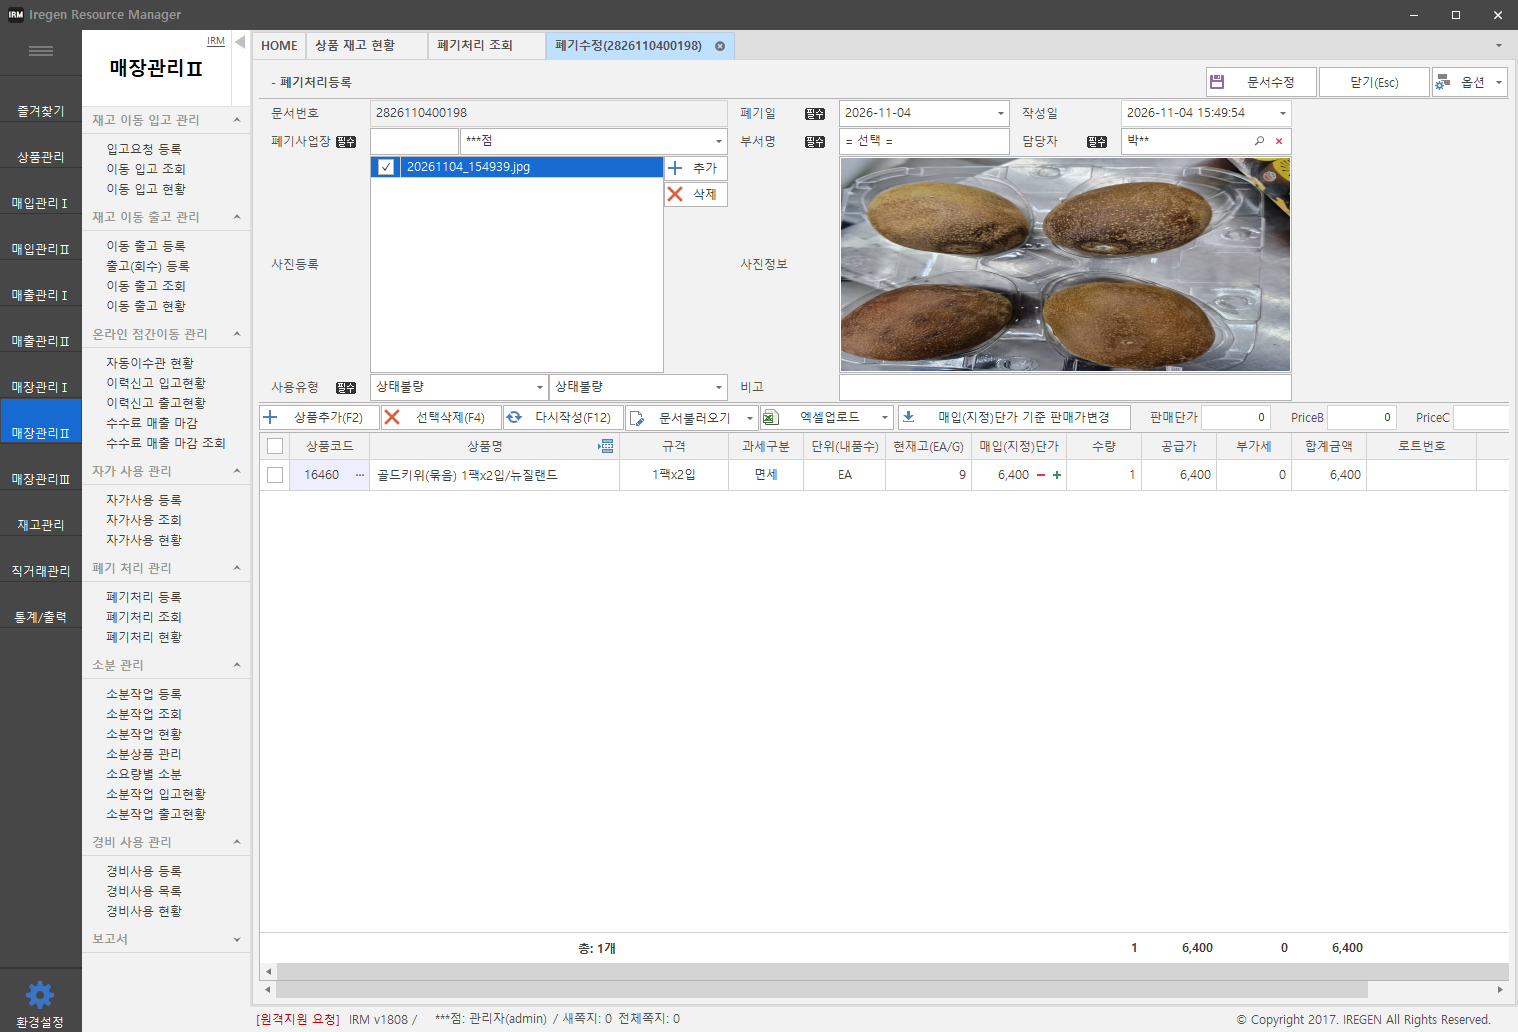 IRM Iregen Resource Manager
즐겨찾기
상품관리
매입관리 I
매입관리 II
매출관리 I
매출관리 II
매장관리 I
매장관리 II
매장관리 III
재고관리
직거래관리
통계/출력
환경설정
IRM
매장관리 II
재고 이동 입고 관리
입고요청 등록
이동 입고 조회
이동 입고 현황
재고 이동 출고 관리
이동 출고 등록
출고(회수) 등록
이동 출고 조회
이동 출고 현황
온라인 점간이동 관리
자동이수관 현황
이력신고 입고현황
이력신고 출고현황
수수료 매출 마감
수수료 매출 마감 조회
자가 사용 관리
자가사용 등록
자가사용 조회
자가사용 현황
폐기 처리 관리
폐기처리 등록
폐기처리 조회
폐기처리 현황
소분 관리
소분작업 등록
소분작업 조회
소분작업 현황
소분상품 관리
소요량별 소분
소분작업 입고현황
소분작업 출고현황
경비 사용 관리
경비사용 등록
경비사용 목록
경비사용 현황
보고서
HOME 상품 재고 현황 폐기처리 조회 폐기수정(2826110400198)
- 폐기처리등록 문서수정 닫기(Esc) 옵션
문서번호 2826110400198 폐기일 필수 2026-11-04 작성일 2026-11-04 15:49:54
폐기사업장 필수 ***점 부서명 필수 = 선택 = 담당자 필수 박**
20261104_154939.jpg 추가
삭제
사진등록 사진정보
사용유형 필수 상태불량 상태불량 비고
상품추가(F2) 선택삭제(F4) 다시작성(F12) 문서불러오기 엑셀업로드 매입(지정)단가 기준 판매가변경 판매단가 0 PriceB 0 PriceC
상품코드 상품명 규격 과세구분 단위(내품수) 현재고(EA/G) 매입(지정)단가 수량 공급가 부가세 합계금액 로트번호
16460 ... 골드키위(묶음) 1팩x2입/뉴질랜드 1팩x2입 면세 EA 9 6,400 1 6,400 0 6,400
총: 1개 1 6,400 0 6,400
[원격지원 요청] IRM v1808 / ***점: 관리자(admin) / 새쪽지: 0 전체쪽지: 0 © Copyright 2017. IREGEN All Rights Reserved.